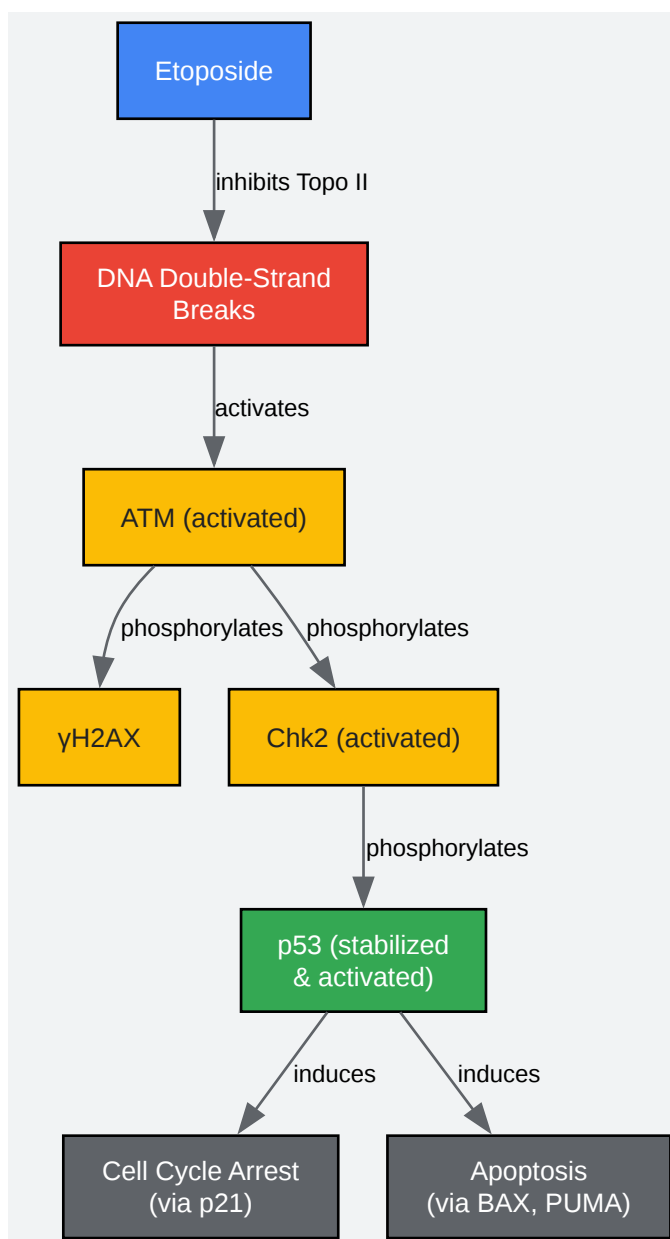 Etoposide
inhibits Topo II
DNA Double-Strand
Breaks
activates
ATM (activated)
phosphorylates
phosphorylates
γH2AX
Chk2 (activated)
phosphorylates
p53 (stabilized
& activated)
induces
induces
Cell Cycle Arrest
(via p21)
Apoptosis
(via BAX, PUMA)